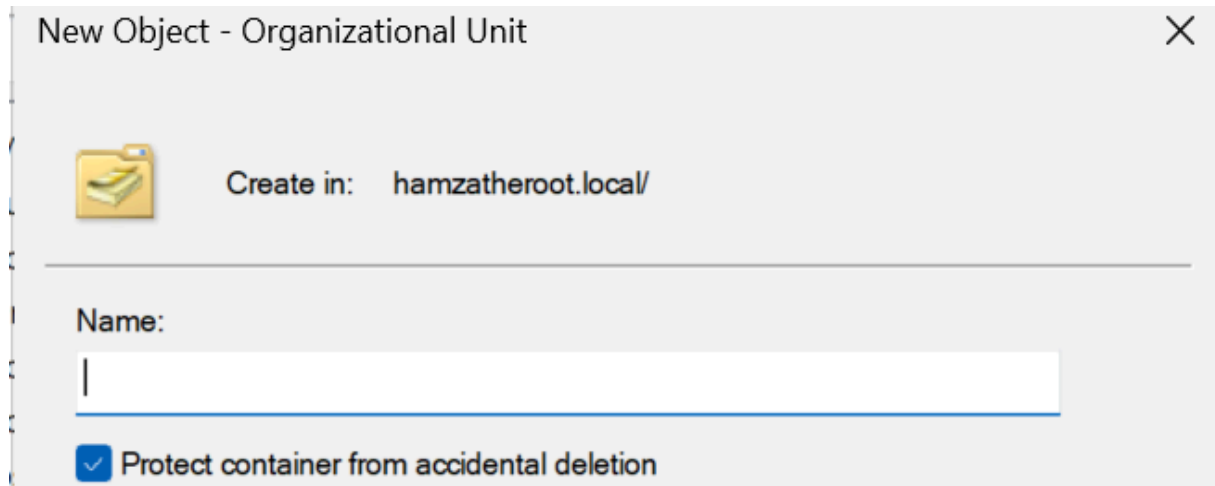 New Object - Organizational Unit
Create in: hamzatheroot.local/
Name:
Protect container from accidental deletion